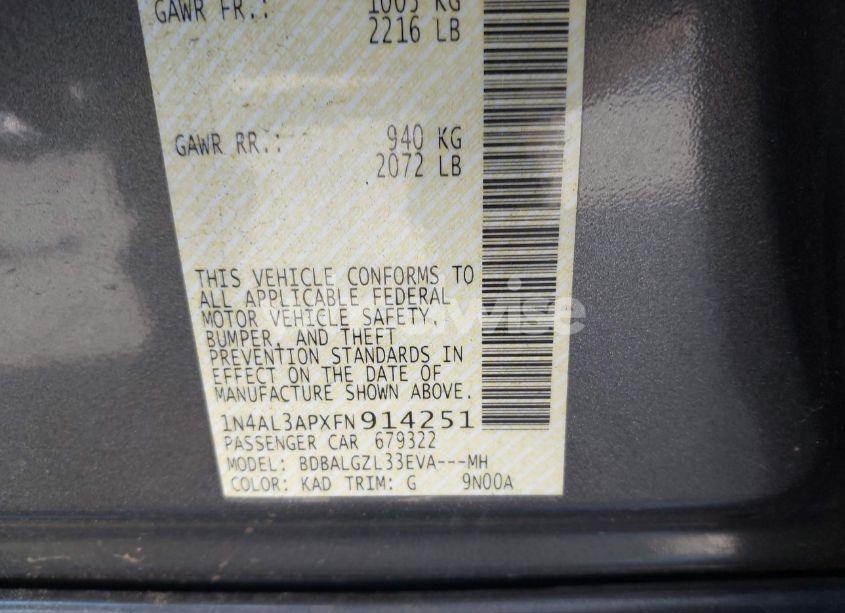 GAWR FR.: 1005 KG
2216 LB
GAWR RR.: 940 KG
2072 LB
THIS VEHICLE CONFORMS TO
ALL APPLICABLE FEDERAL
MOTOR VEHICLE SAFETY,
BUMPER, AND THEFT
PREVENTION STANDARDS IN
EFFECT ON THE DATE OF
MANUFACTURE SHOWN ABOVE.
1N4AL3APXFN914251
PASSENGER CAR 679322
MODEL: BDBALGZL33EVA---MH
COLOR: KAD TRIM: G 9N00A